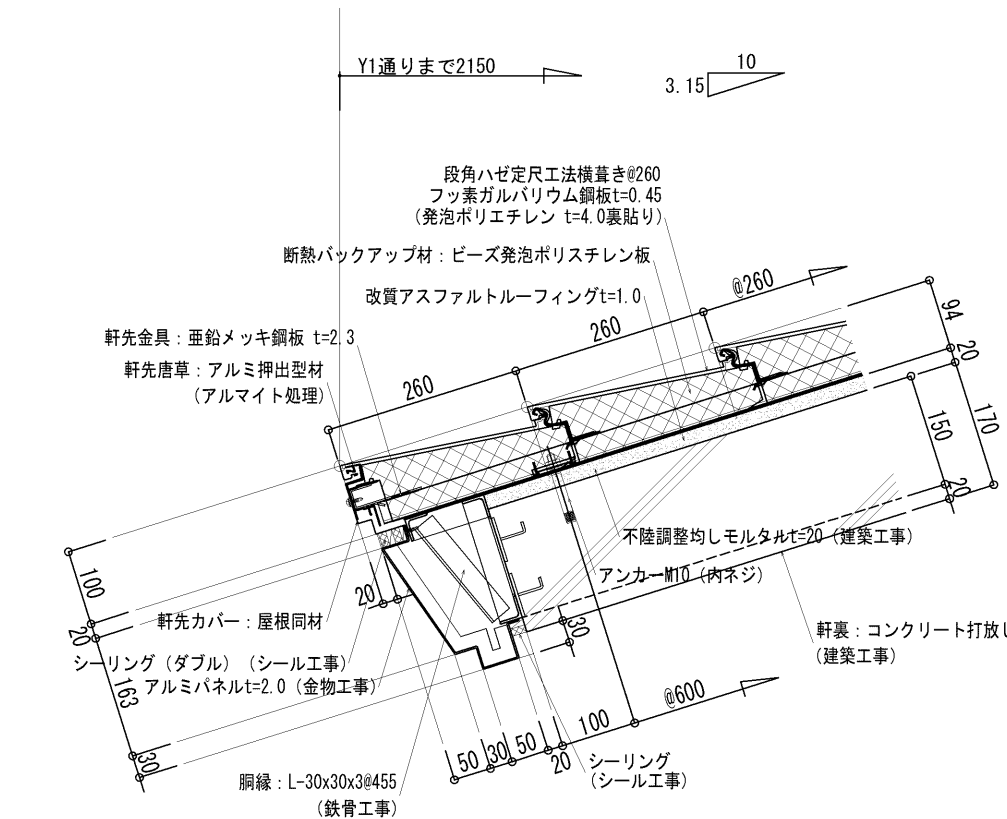 Y1通りまで2150
10
3.15
段角ハゼ定尺工法横葺き@260
フッ素ガルバリウム鋼板t=0.45
(発泡ポリエチレン t=4.0裏貼り)
断熱バックアップ材：ビーズ発泡ポリスチレン板
@260
改質アスファルトルーフィングt=1.0
94
260
軒先金具：亜鉛メッキ鋼板 t=2.3
20
軒先唐草：アルミ押出型材
(アルマイト処理)
260
170
150
20
不陸調整均しモルタルt=20 (建築工事)
アンカーM10 (内ネジ)
100
20
軒先カバー：屋根同材
20
30
軒裏：コンクリート打放し
(建築工事)
シーリング (ダブル) (シール工事)
アルミパネルt=2.0 (金物工事)
163
@600
100
50
30
50
20
30
シーリング
(シール工事)
胴縁：L-30x30x3@455
(鉄骨工事)